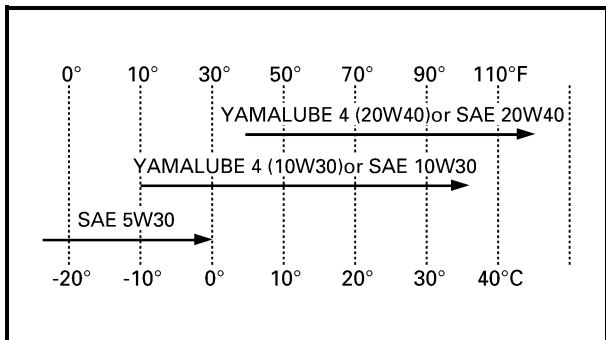 0° 10° 30° 50° 70° 90° 110°F
YAMALUBE 4 (20W40)or SAE 20W40
YAMALUBE 4 (10W30)or SAE 10W30
SAE 5W30
-20° -10° 0° 10° 20° 30° 40°C